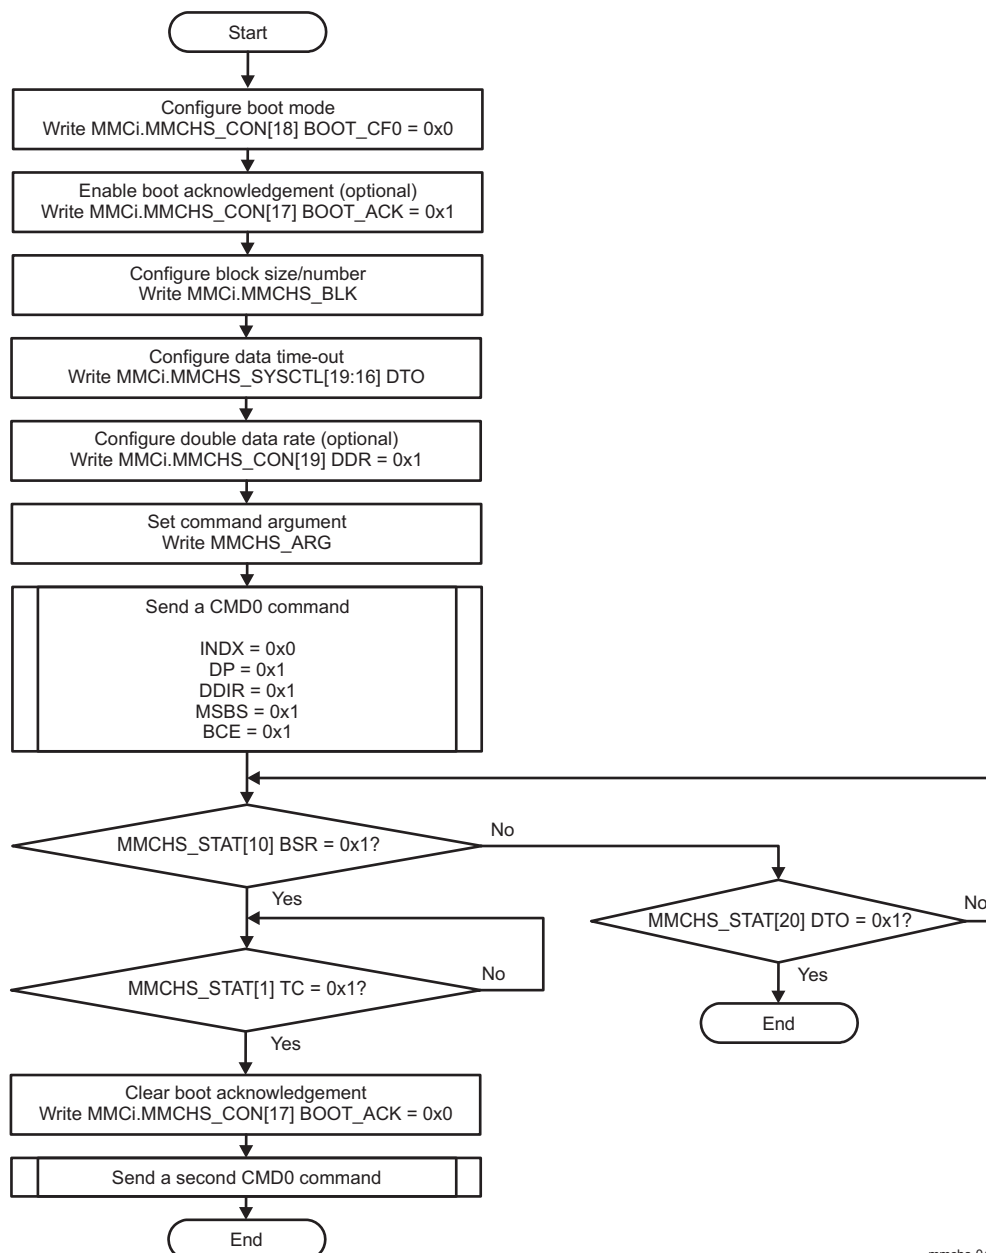 Start
Configure boot mode
Write MMCi.MMCHS_CON[18] BOOT_CF0 = 0x0
Enable boot acknowledgement (optional)
Write MMCi.MMCHS_CON[17] BOOT_ACK = 0x1
Configure block size/number
Write MMCi.MMCHS_BLK
Configure data time-out
Write MMCi.MMCHS_SYSCTL[19:16] DTO
Configure double data rate (optional)
Write MMCi.MMCHS_CON[19] DDR = 0x1
Set command argument
Write MMCHS_ARG
Send a CMD0 command
INDX = 0x0
DP = 0x1
DDIR = 0x1
MSBS = 0x1
BCE = 0x1
MMCHS_STAT[10] BSR = 0x1?
No
Yes
MMCHS_STAT[20] DTO = 0x1?
No
Yes
End
MMCHS_STAT[1] TC = 0x1?
No
Yes
Clear boot acknowledgement
Write MMCi.MMCHS_CON[17] BOOT_ACK = 0x0
Send a second CMD0 command
End